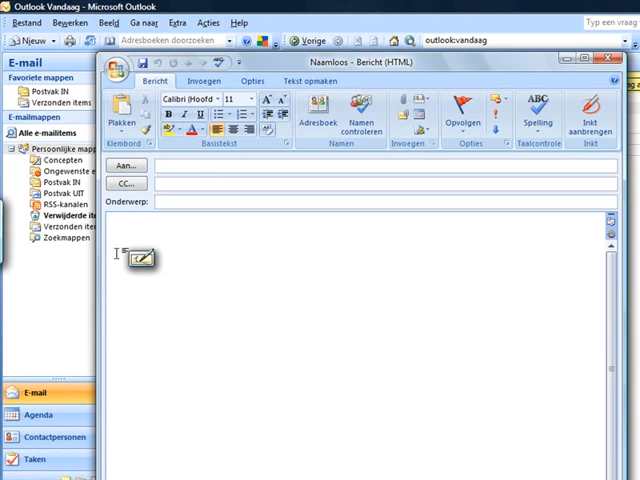 Outlook Vandaag - Microsoft Outlook
Bestand Bewerken Beeld Ga naar Extra Acties Help Typ een vraag
Nieuw Adresboeken doorzoeken Vorige outlook:vandaag
E-mail
Favoriete mappen
Postvak IN
Verzonden items
E-mailmappen
Alle e-mailitems
Persoonlijke mapp
Concepten
Ongewenste e
Postvak IN
Postvak UIT
RSS-kanalen
Verwijderde ite
Verzonden item
Zoekmappen
E-mail
Agenda
Contactpersonen
Taken
Naamloos - Bericht (HTML)
Bericht Invoegen Opties Tekst opmaken
Plakken
Klembord
Calibri (Hoofd 11
B I U
Basistekst
Adresboek Namen controleren
Namen
Invoegen
Opvolgen
Opties
ABC
Spelling
Taalcontrole
Inkt aanbrengen
Inkt
Aan...
CC...
Onderwerp: